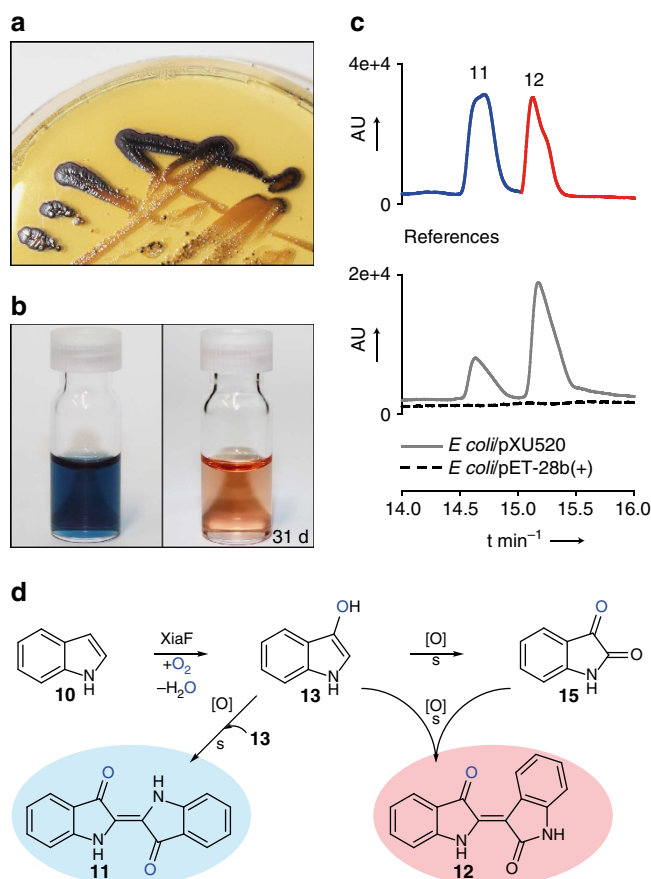 a
b
31 d
c
4e+4
AU
0
11
12
References
2e+4
AU
0
E coli/pXU520
E coli/pET-28b(+)
14.0 14.5 15.0 15.5 16.0
t min⁻¹
d
N
H
10
XiaF
+O₂
–H₂O
OH
N
H
13
[O]
s
O
O
NH
15
[O]
s
13
[O]
s
O
H
N
N
H
O
11
O
N
H
NH
O
12